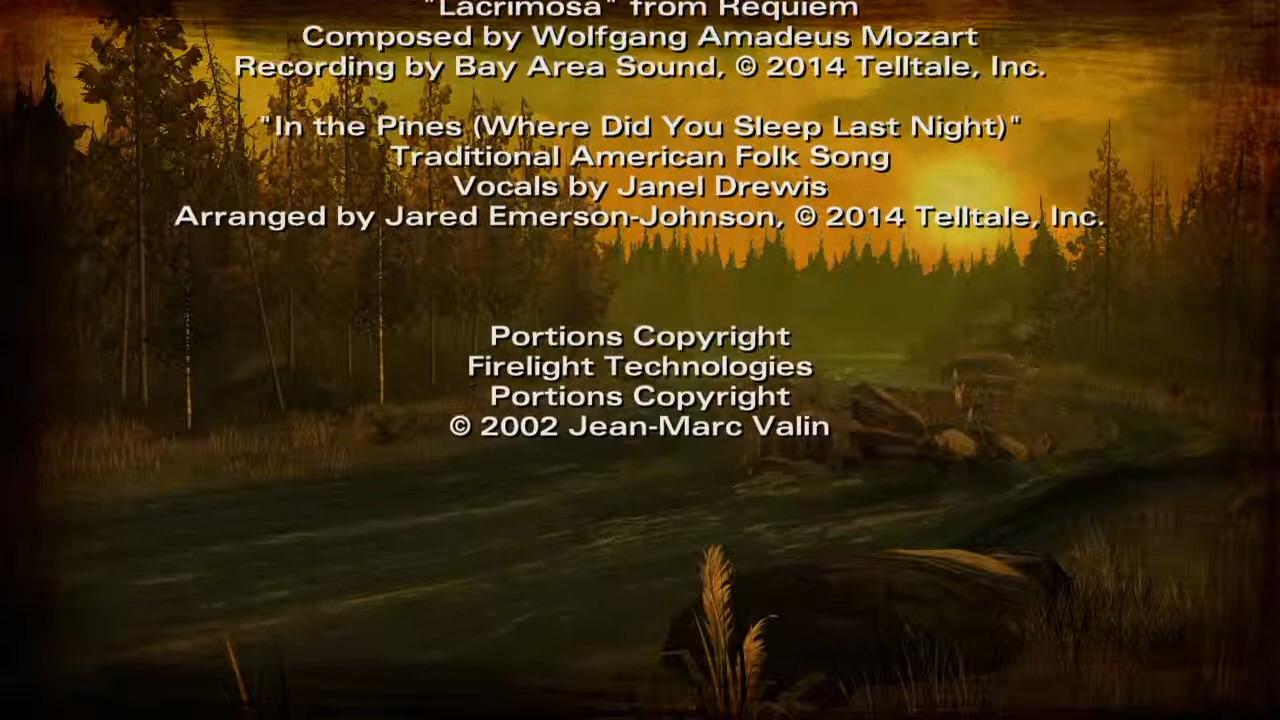 "Lacrimosa" from Requiem
Composed by Wolfgang Amadeus Mozart
Recording by Bay Area Sound, © 2014 Telltale, Inc.
"In the Pines (Where Did You Sleep Last Night)"
Traditional American Folk Song
Vocals by Janel Drewis
Arranged by Jared Emerson-Johnson, © 2014 Telltale, Inc.
Portions Copyright
Firelight Technologies
Portions Copyright
© 2002 Jean-Marc Valin